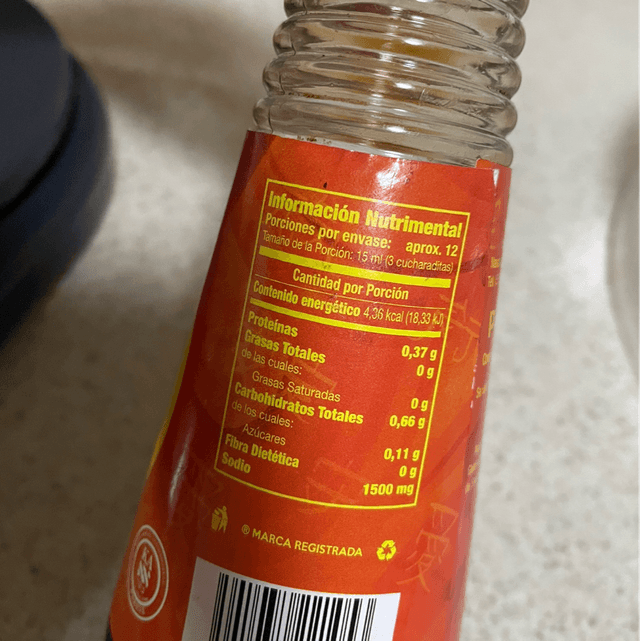 Información Nutrimental
Porciones por envase: aprox. 12
Tamaño de la Porción: 15 ml (3 cucharaditas)
Cantidad por Porción
Contenido energético 4,36 kcal (18,33 KJ)
Proteínas 0,37 g
Grasas Totales 0 g
de las cuales:
Grasas Saturadas 0 g
Carbohidratos Totales 0,66 g
de los cuales:
Azúcares 0,11 g
Fibra Dietética 0 g
Sodio 1500 mg
® MARCA REGISTRADA